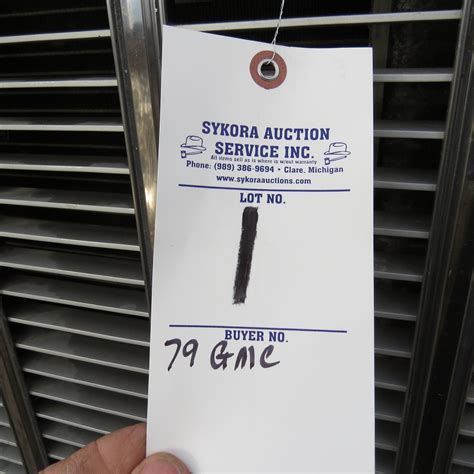 SYKORA AUCTION
SERVICE INC.
All items sell as is where is w/out warranty
Phone: (989) 386-9694 • Clare, Michigan
www.sykoraauctions.com
LOT NO.
1
BUYER NO.
79 GMC